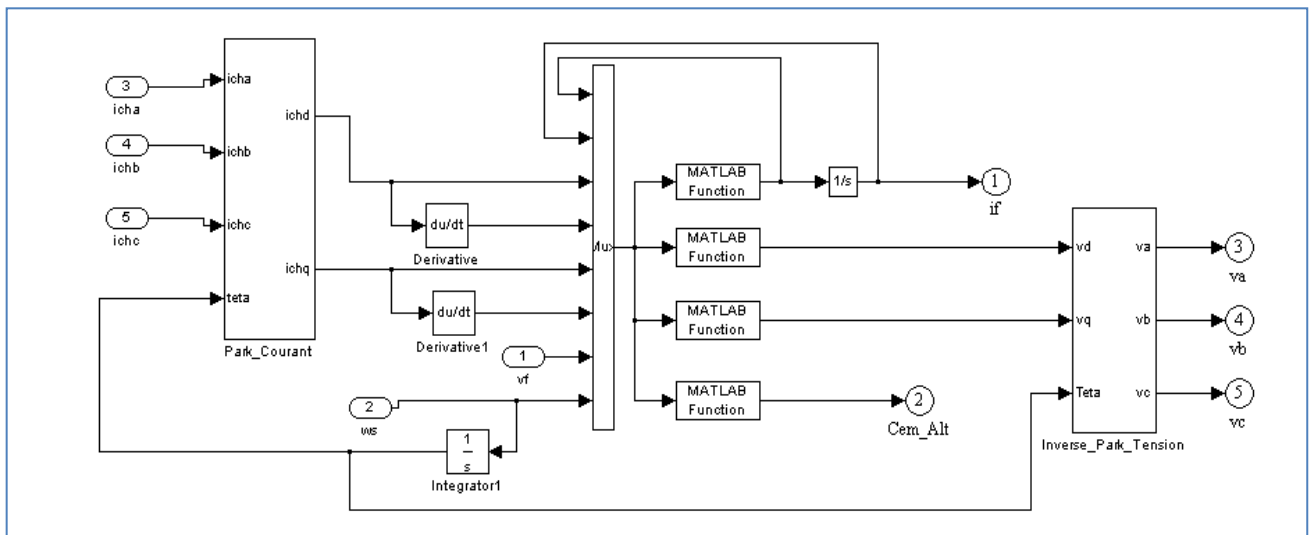 3
icha
4
ichb
5
ichc
icha
ichb
ichc
teta
ichd
ichq
Park_Courant
du/dt
Derivative
du/dt
Derivative1
1
vf
2
ws
1
s
Integrator1
MATLAB
Function
MATLAB
Function
MATLAB
Function
MATLAB
Function
1/s
1
if
2
Cem_Alt
vd
vq
Teta
va
vb
vc
Inverse_Park_Tension
3
va
4
vb
5
vc